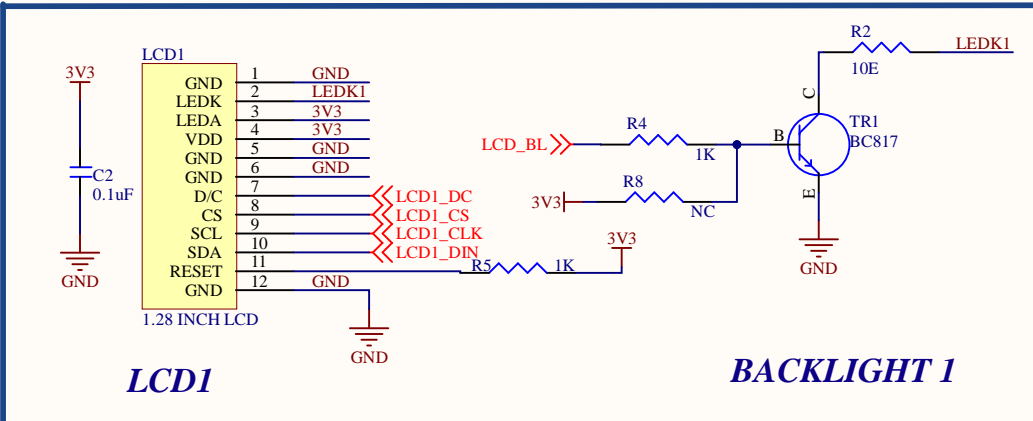 LCD1
3V3
C2
0.1uF
GND
GND 1 GND
LEDK 2 LEDK1
LEDA 3 3V3
VDD 4 3V3
GND 5 GND
GND 6 GND
D/C 7 LCD1_DC
CS 8 LCD1_CS
SCL 9 LCD1_CLK
SDA 10 LCD1_DIN
RESET 11 R5 1K 3V3
GND 12 GND
GND
1.28 INCH LCD
LCD1
R2
10E
LEDK1
C
TR1
BC817
B
E
LCD_BL
R4
1K
3V3
R8
NC
GND
BACKLIGHT 1